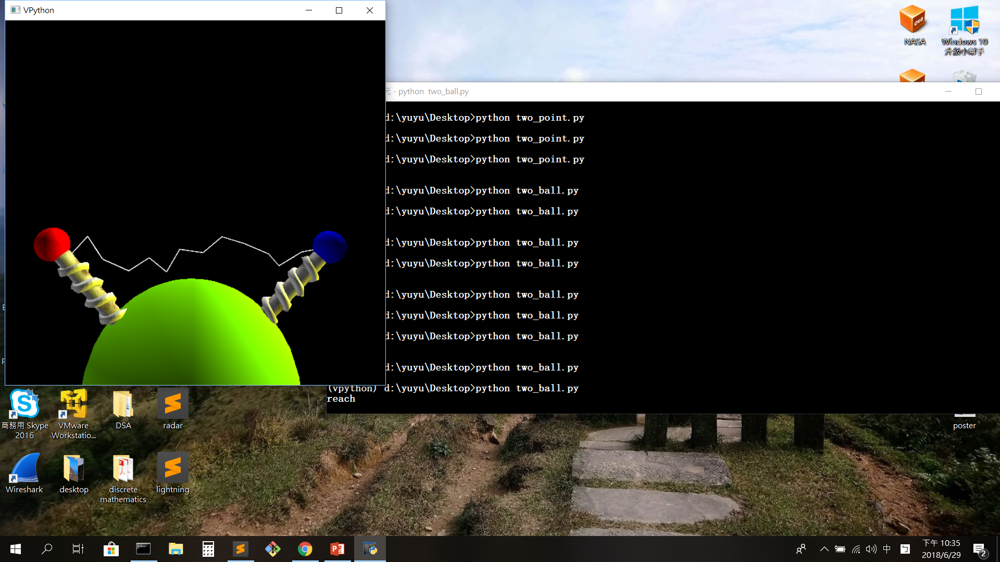 VPython
NASA
Windows 10
升級小幫手
元 - python  two_ball.py
d:\yuyu\Desktop>python two_point.py
d:\yuyu\Desktop>python two_point.py
d:\yuyu\Desktop>python two_point.py
d:\yuyu\Desktop>python two_ball.py
d:\yuyu\Desktop>python two_ball.py
d:\yuyu\Desktop>python two_ball.py
d:\yuyu\Desktop>python two_ball.py
d:\yuyu\Desktop>python two_ball.py
d:\yuyu\Desktop>python two_ball.py
d:\yuyu\Desktop>python two_ball.py
d:\yuyu\Desktop>python two_ball.py
(vpython) d:\yuyu\Desktop>python two_ball.py
reach
商務用 Skype
2016
VMware
Workstatio...
DSA
radar
poster
Wireshark
desktop
discrete
mathematics
lightning
中
ㄅ
下午 10:35
2018/6/29
2